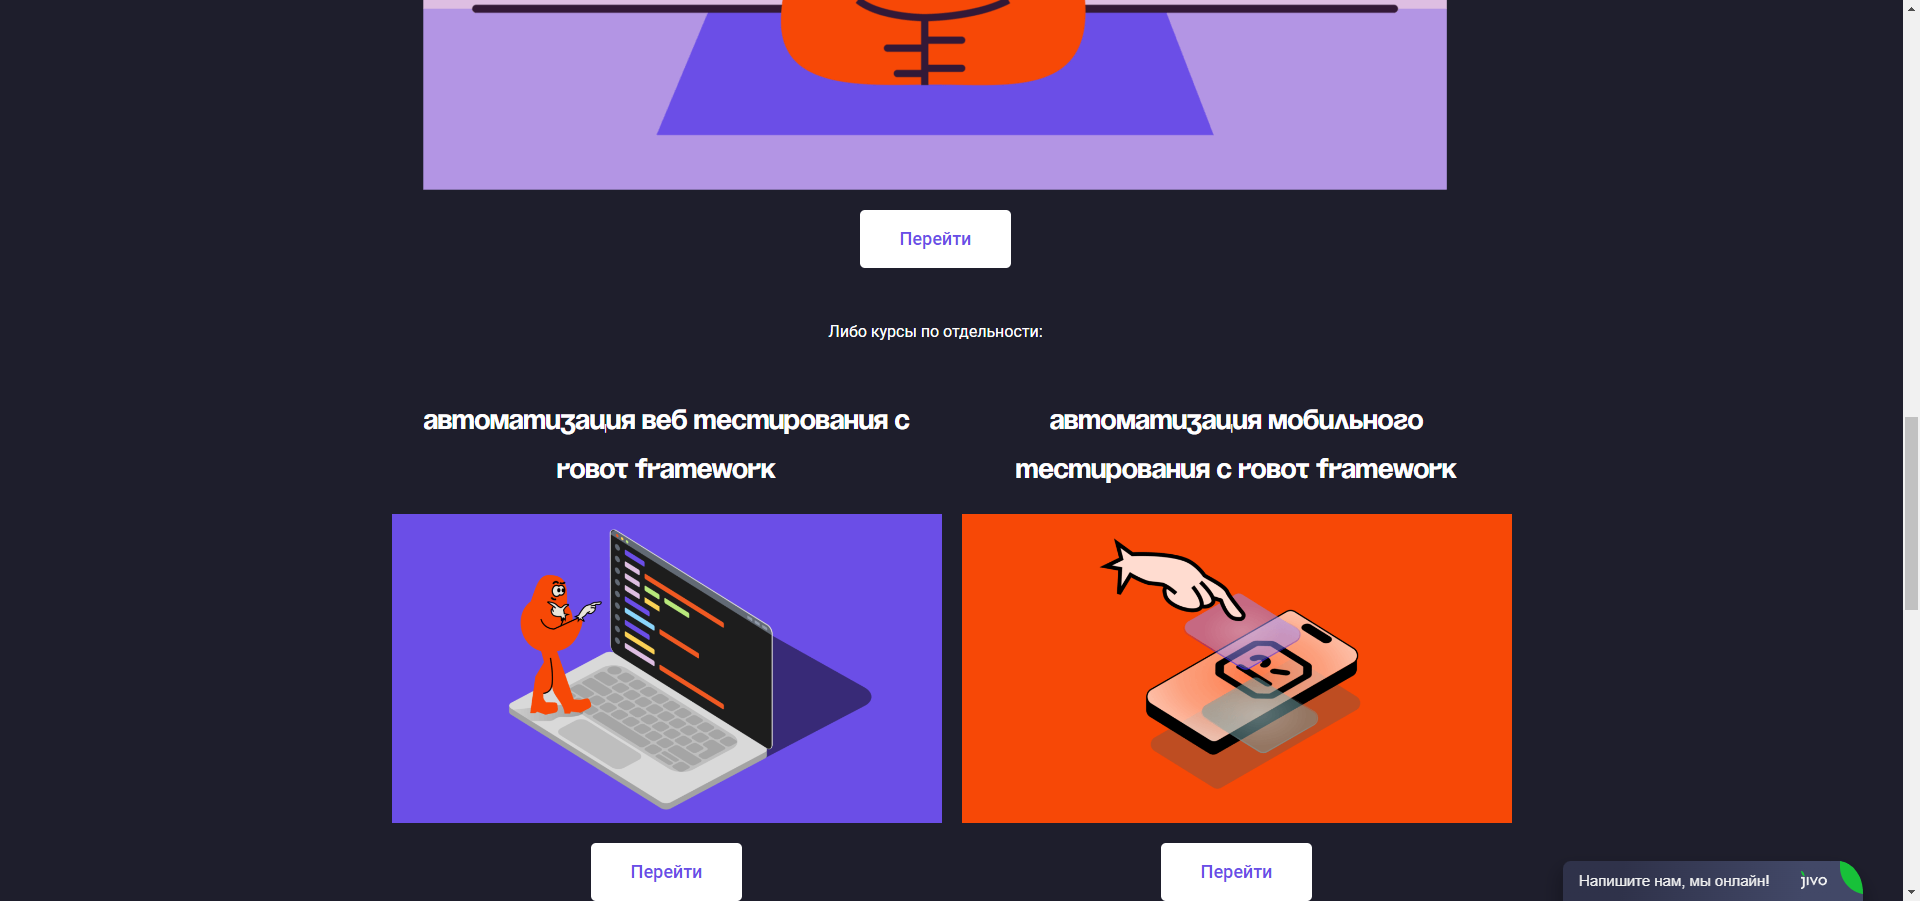 Перейти
Либо курсы по отдельности:
автоматизация веб тестирования с
robot framework
автоматизация мобильного
тестирования с robot framework
Перейти
Перейти
Напишите нам, мы онлайн!
jivo